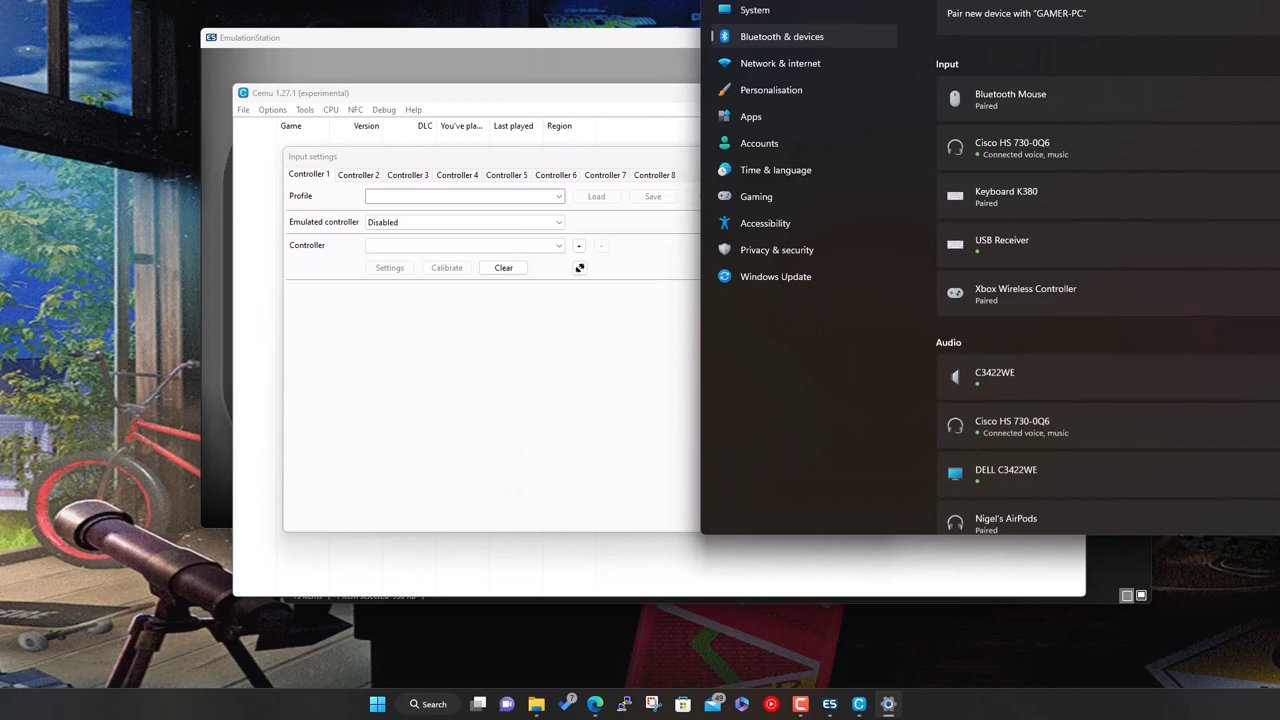 EmulationStation
Cemu 1.27.1 (experimental)
File Options Tools CPU NFC Debug Help
Game Version DLC You've pla... Last played Region
Input settings
Controller 1 Controller 2 Controller 3 Controller 4 Controller 5 Controller 6 Controller 7 Controller 8
Profile Load Save
Emulated controller Disabled
Controller + -
Settings Calibrate Clear
System
Bluetooth & devices
Network & internet
Personalisation
Apps
Accounts
Time & language
Gaming
Accessibility
Privacy & security
Windows Update
Pair new device with "GAMER-PC"
Input
Bluetooth Mouse
Paired
Cisco HS 730-0Q6
Connected voice, music
Keyboard K380
Paired
USB Receiver
Xbox Wireless Controller
Paired
Audio
C3422WE
Cisco HS 730-0Q6
Connected voice, music
DELL C3422WE
Nigel's AirPods
Paired
Search
7
49
ES